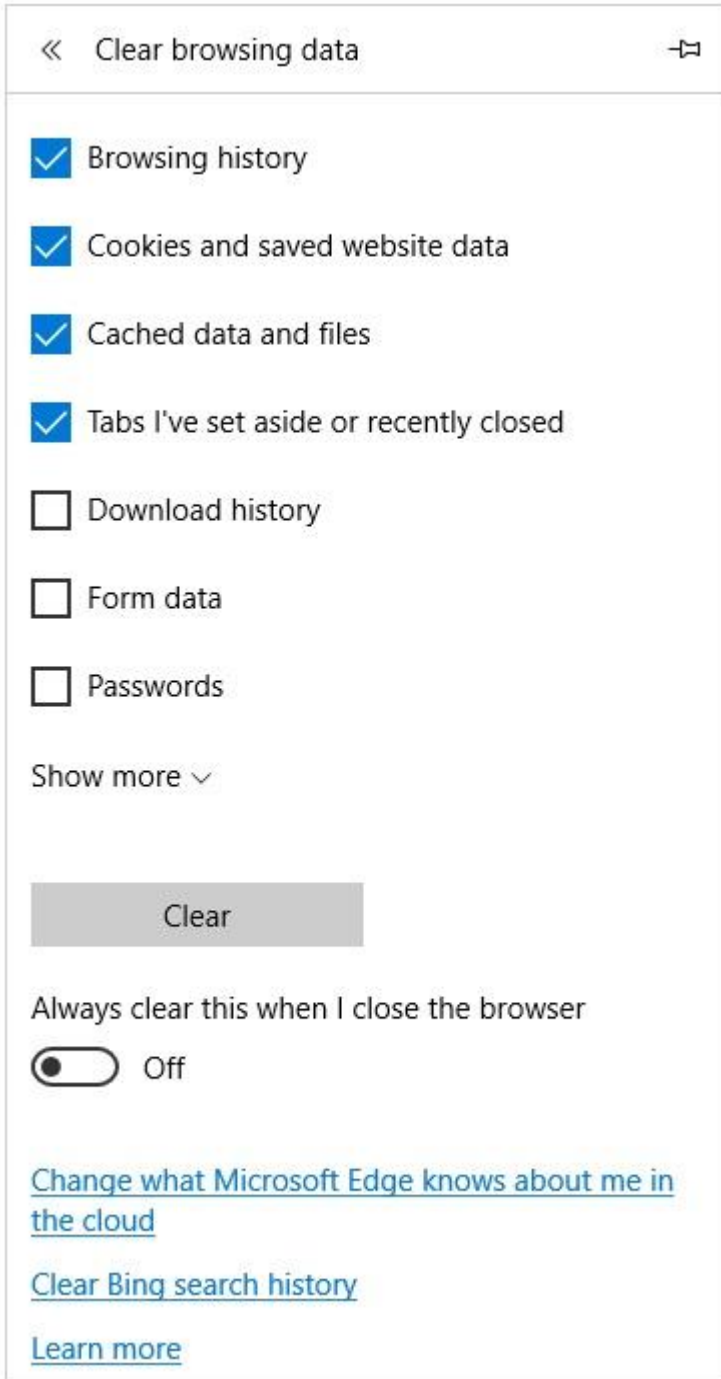 Clear browsing data
Browsing history
Cookies and saved website data
Cached data and files
Tabs I've set aside or recently closed
Download history
Form data
Passwords
Show more
Clear
Always clear this when I close the browser
Off
Change what Microsoft Edge knows about me in
the cloud
Clear Bing search history
Learn more